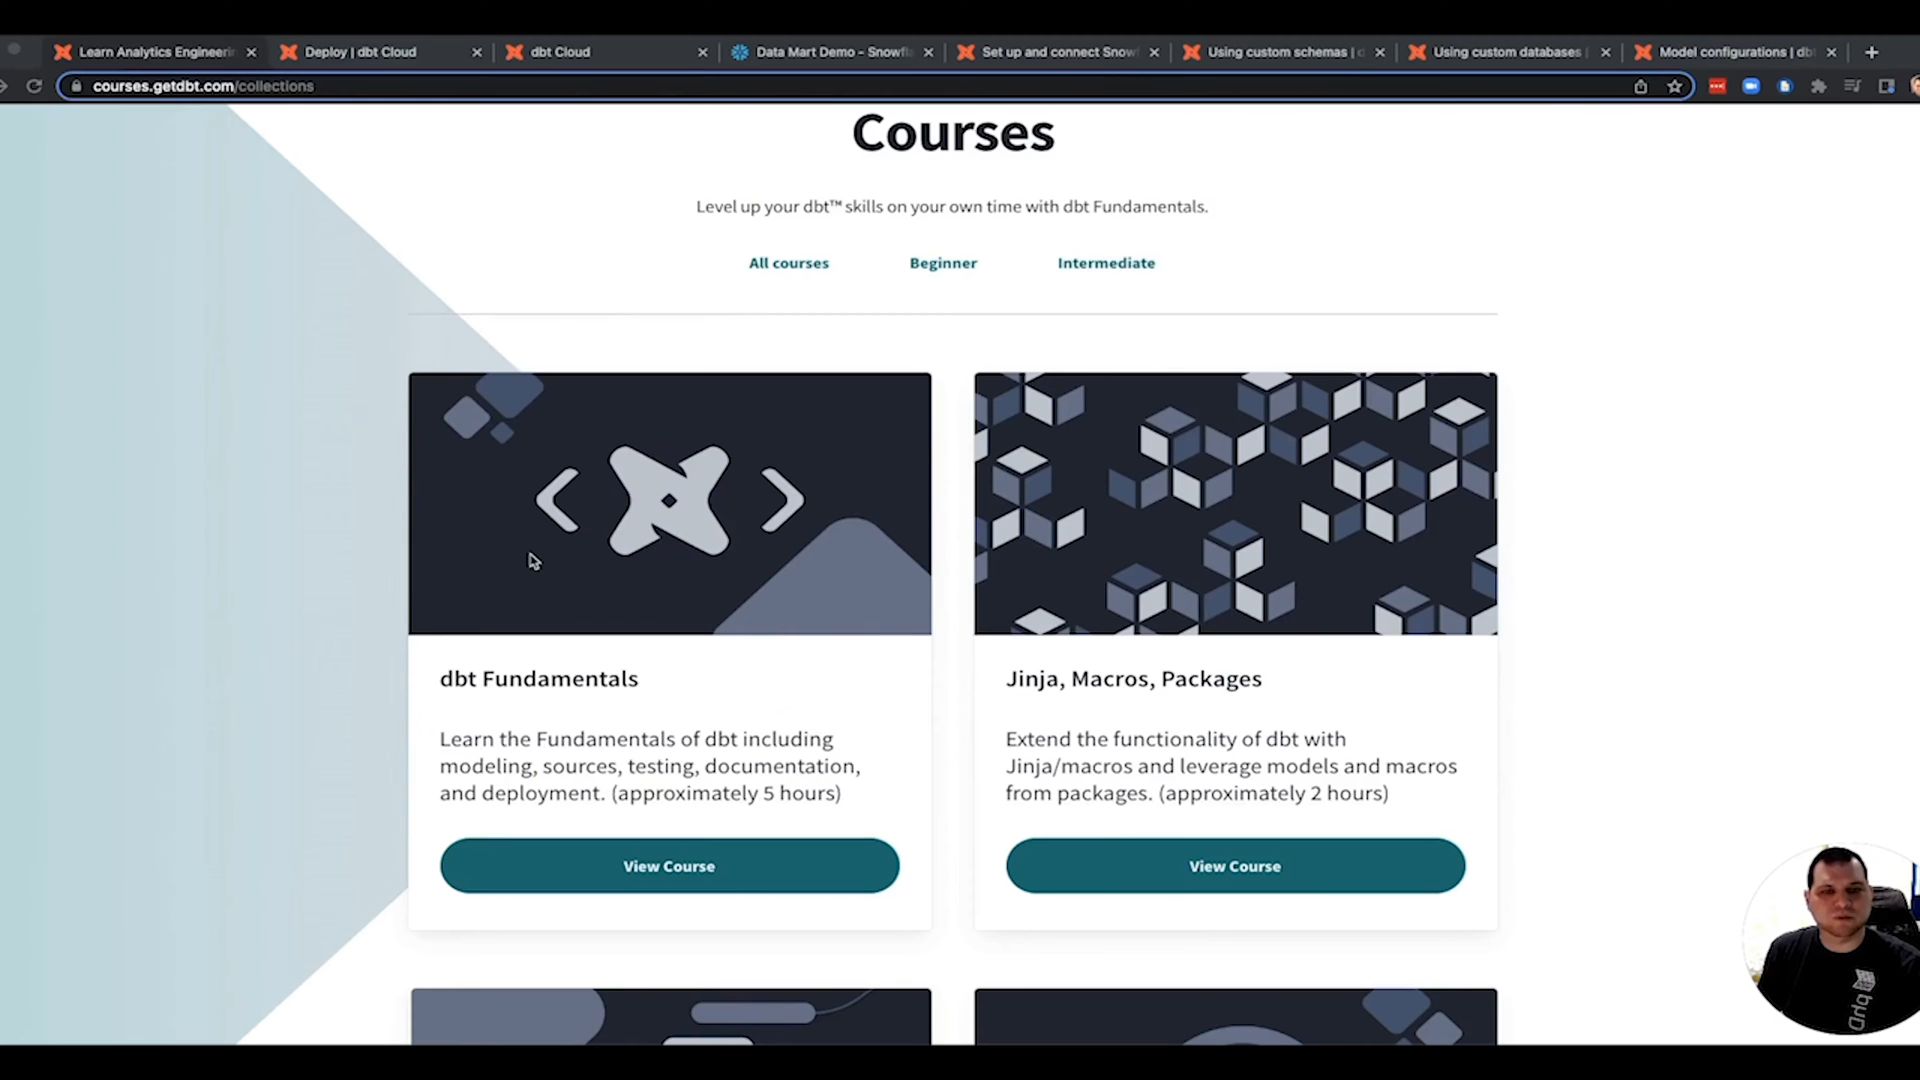 Learn Analytics Engineeri
Deploy | dbt Cloud
dbt Cloud
Data Mart Demo - Snowfl
Set up and connect Snow
Using custom schemas | d
Using custom databases |
Model configurations | dbt
courses.getdbt.com/collections
Courses
Level up your dbt™ skills on your own time with dbt Fundamentals.
All courses
Beginner
Intermediate
dbt Fundamentals
Learn the Fundamentals of dbt including
modeling, sources, testing, documentation,
and deployment. (approximately 5 hours)
View Course
Jinja, Macros, Packages
Extend the functionality of dbt with
Jinja/macros and leverage models and macros
from packages. (approximately 2 hours)
View Course